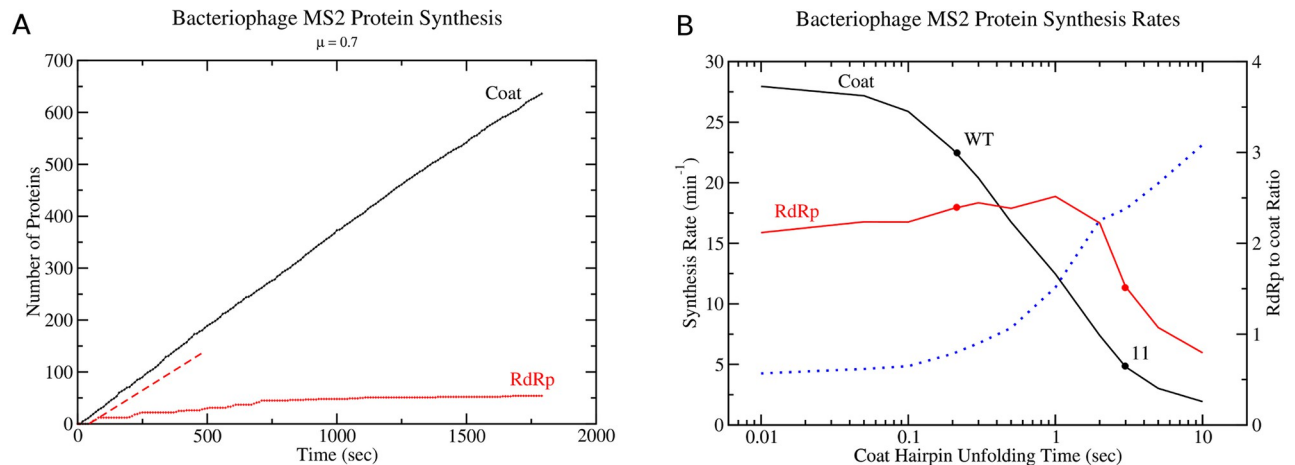 A
Bacteriophage MS2 Protein Synthesis
μ = 0.7
Number of Proteins
700
600
500
400
300
200
100
0
Coat
RdRp
0 500 1000 1500 2000
Time (sec)
B
Bacteriophage MS2 Protein Synthesis Rates
Synthesis Rate (min⁻¹)
30
25
20
15
10
5
0
Coat
WT
RdRp
11
4
3
2
1
0
RdRp to coat Ratio
0.01 0.1 1 10
Coat Hairpin Unfolding Time (sec)